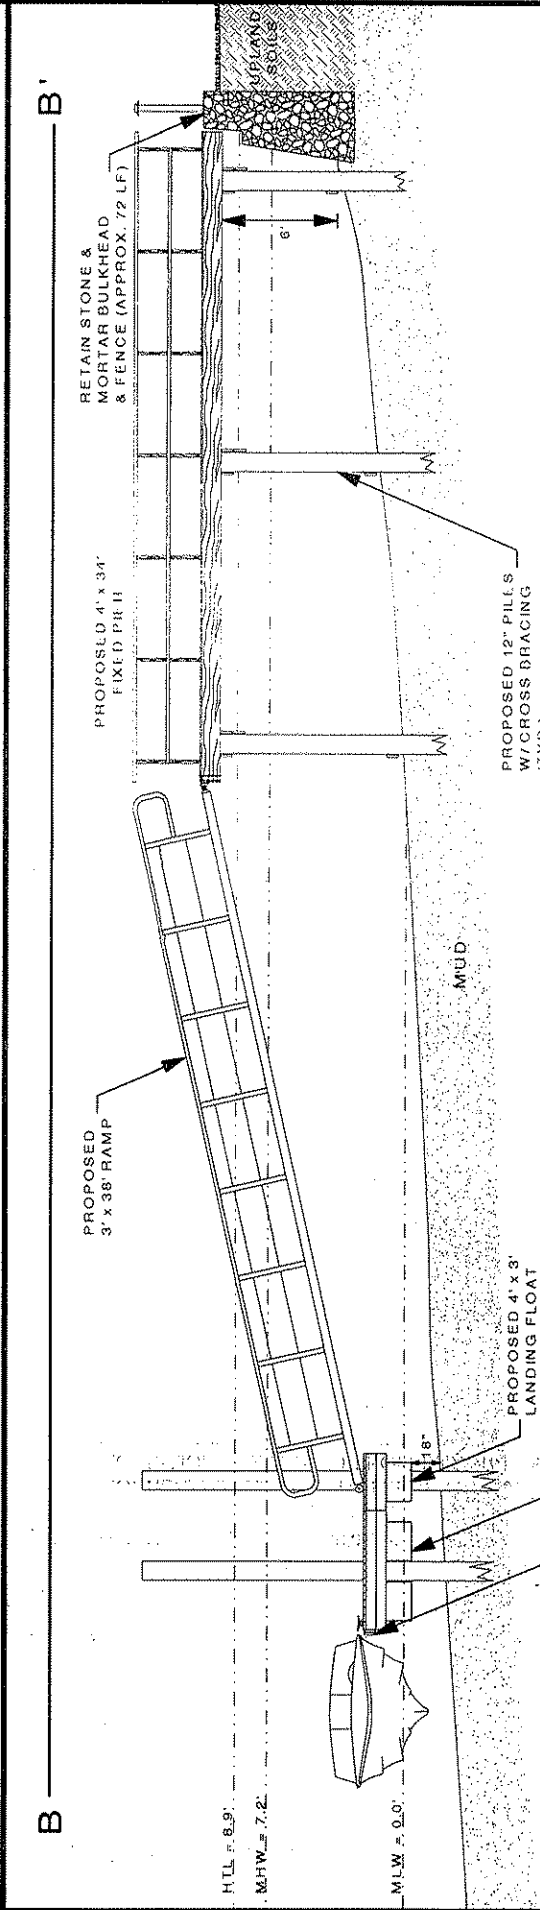 B
B'
RETAIN STONE &
MORTAR BULKHEAD
& FENCE (APPROX. 72 LF)
UPLAND
SOILS
PROPOSED 4' x 34'
FIXED PIER
PROPOSED
3' x 38' RAMP
6'
HTL = 8.9'
MHW = 7.2'
MLW = 0.0'
18"
MUD
PROPOSED 12" PILES
W/ CROSS BRACING
PROPOSED 4' x 3'
LANDING FLOAT